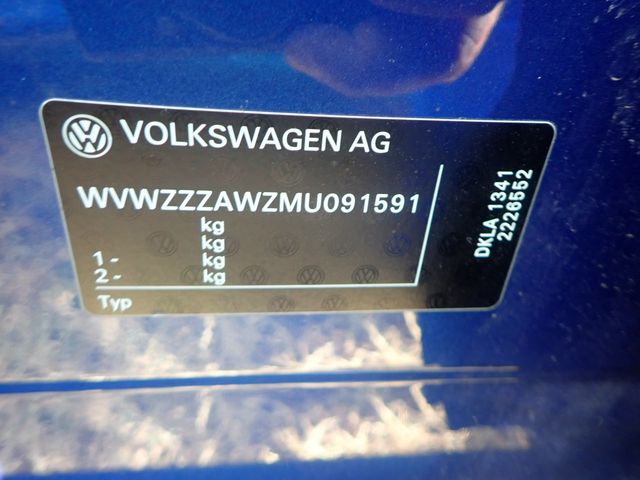 VOLKSWAGEN AG
WVWZZZAWZMU091591
kg
kg
1 - kg
2 - kg
Typ
DKLA 1341
2226552